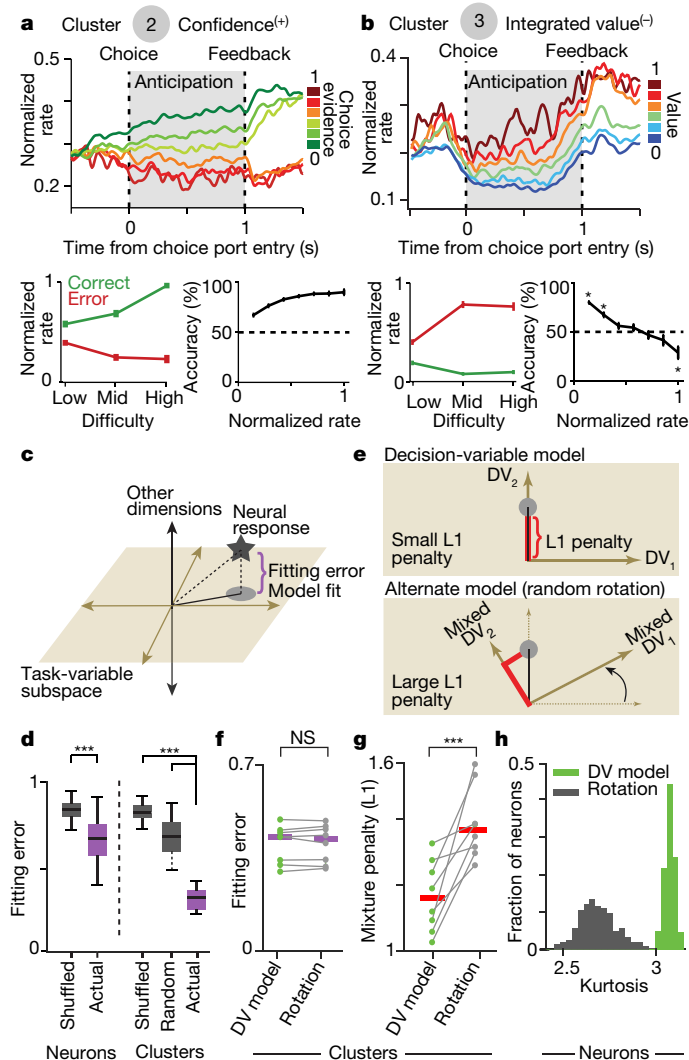 a Cluster 2 Confidence(+)
Choice Feedback
Anticipation
0.5
0.2
Normalized rate
1
0
Choice evidence
0 1
Time from choice port entry (s)
Correct
Error
1
0
Normalized rate
Low Mid High
Difficulty
100
50
0
Accuracy (%)
0 1
Normalized rate
b Cluster 3 Integrated value(–)
Choice Feedback
Anticipation
0.4
0.1
Normalized rate
1
0
Value
0 1
Time from choice port entry (s)
1
0
Normalized rate
Low Mid High
Difficulty
100
50
0
Accuracy (%)
* *
*
0 1
Normalized rate
c
Other dimensions
Neural response
Fitting error
Model fit
Task-variable subspace
e
Decision-variable model
DV2
Small L1 penalty
L1 penalty
DV1
Alternate model (random rotation)
Mixed DV2
Mixed DV1
Large L1 penalty
d
*** ***
1
0
Fitting error
Shuffled
Actual
Shuffled
Random
Actual
Neurons Clusters
f
NS
0.7
0
Fitting error
DV model
Rotation
g
***
1.6
1
Mixture penalty (L1)
DV model
Rotation
Clusters
h
DV model
Rotation
0.5
0
Fraction of neurons
2.5 3
Kurtosis
Neurons